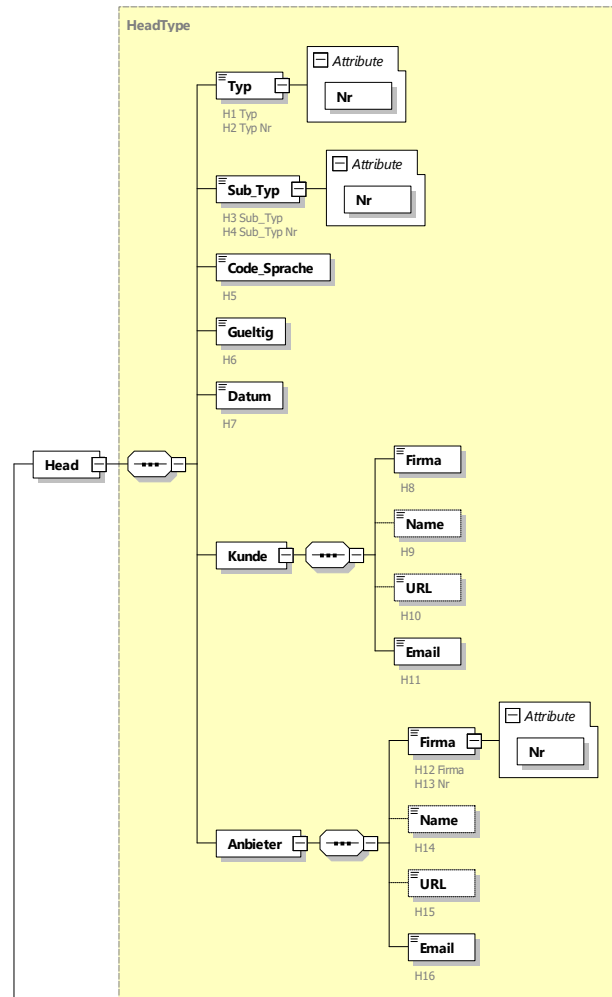 HeadType
Attribute
Typ
Nr
H1 Typ
H2 Typ Nr
Attribute
Sub_Typ
Nr
H3 Sub_Typ
H4 Sub_Typ Nr
Code_Sprache
H5
Gueltig
H6
Datum
H7
Head
Firma
H8
Name
H9
Kunde
URL
H10
Email
H11
Attribute
Firma
Nr
H12 Firma
H13 Nr
Name
H14
Anbieter
URL
H15
Email
H16